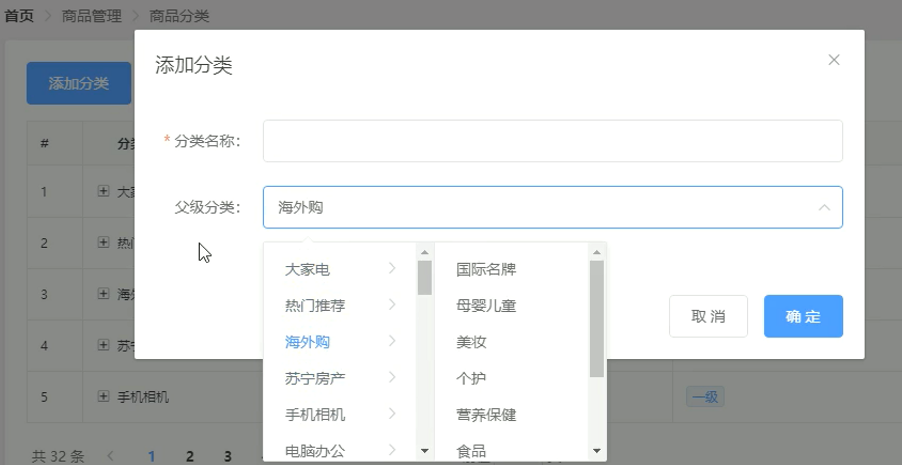 首页 商品管理 商品分类
添加分类
添加分类
# 分类
* 分类名称：
1 大家
父级分类： 海外购
2 热门
大家电 国际名牌
3 海外
热门推荐 母婴儿童
海外购 美妆
取消 确定
4 苏宁
苏宁房产 个护
5 手机相机 一级
手机相机 营养保健
电脑办公 食品
共 32 条 1 2 3